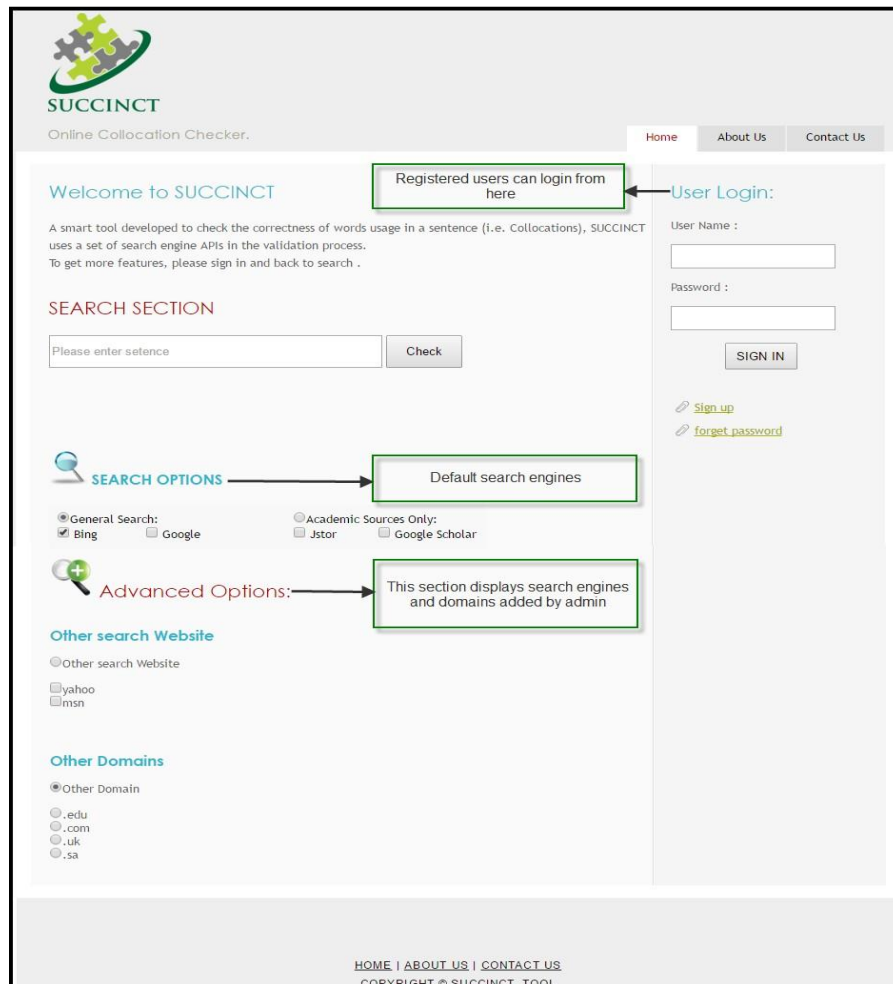 SUCCINCT
Online Collocation Checker.
Home
About Us
Contact Us
Welcome to SUCCINCT
Registered users can login from
here
A smart tool developed to check the correctness of words usage in a sentence (i.e. Collocations), SUCCINCT
uses a set of search engine APIs in the validation process.
To get more features, please sign in and back to search .
SEARCH SECTION
Please enter setence
Check
User Login:
User Name :
Password :
SIGN IN
Sign up
forget password
SEARCH OPTIONS
Default search engines
General Search:
Academic Sources Only:
Bing
Google
Jstor
Google Scholar
Advanced Options:
This section displays search engines
and domains added by admin
Other search Website
Other search Website
yahoo
msn
Other Domains
Other Domain
.edu
.com
.uk
.sa
HOME | ABOUT US | CONTACT US
COPYRIGHT © SUCCINCT TOOL